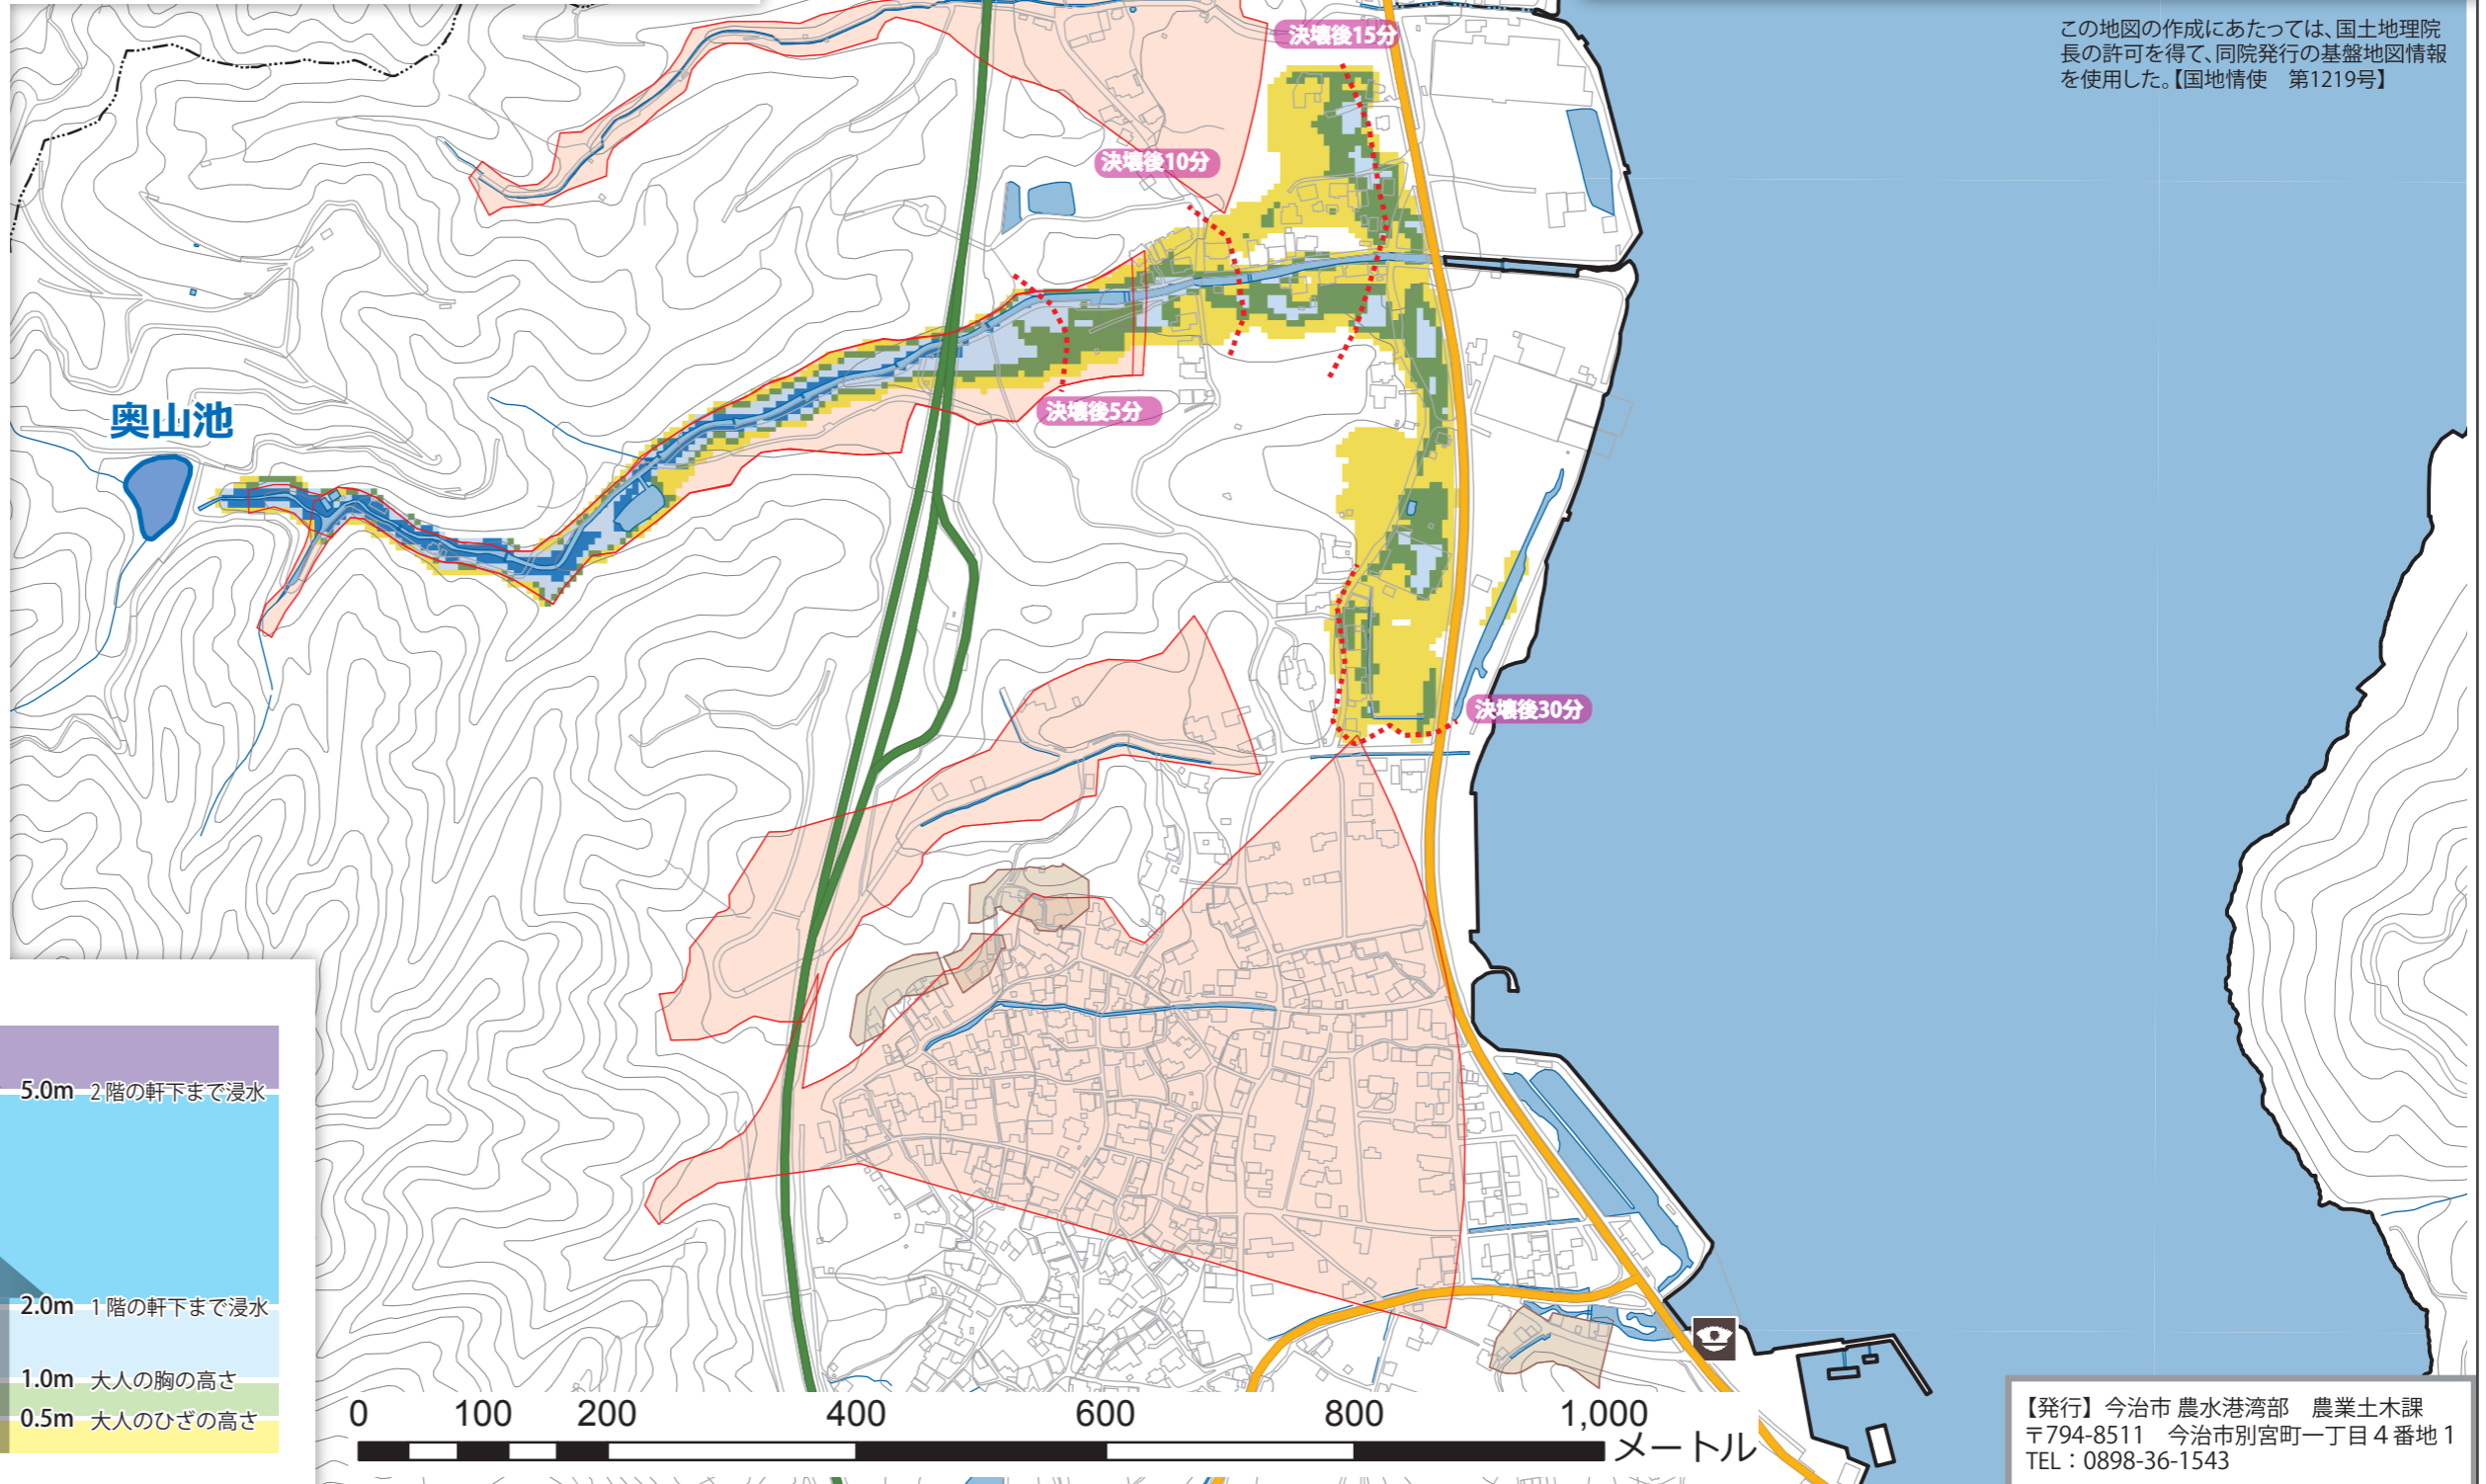 決壊後15分
この地図の作成にあたっては、国土地理院
長の許可を得て、同院発行の基盤地図情報
を使用した。【国地情使　第1219号】
決壊後10分
決壊後5分
奥山池
決壊後30分
5.0m 2階の軒下まで浸水
2.0m 1階の軒下まで浸水
1.0m 大人の胸の高さ
0.5m 大人のひざの高さ
0 100 200 400 600 800 1,000
メートル
【発行】今治市 農水港湾部　農業土木課
〒794-8511　今治市別宮町一丁目4番地1
TEL：0898-36-1543